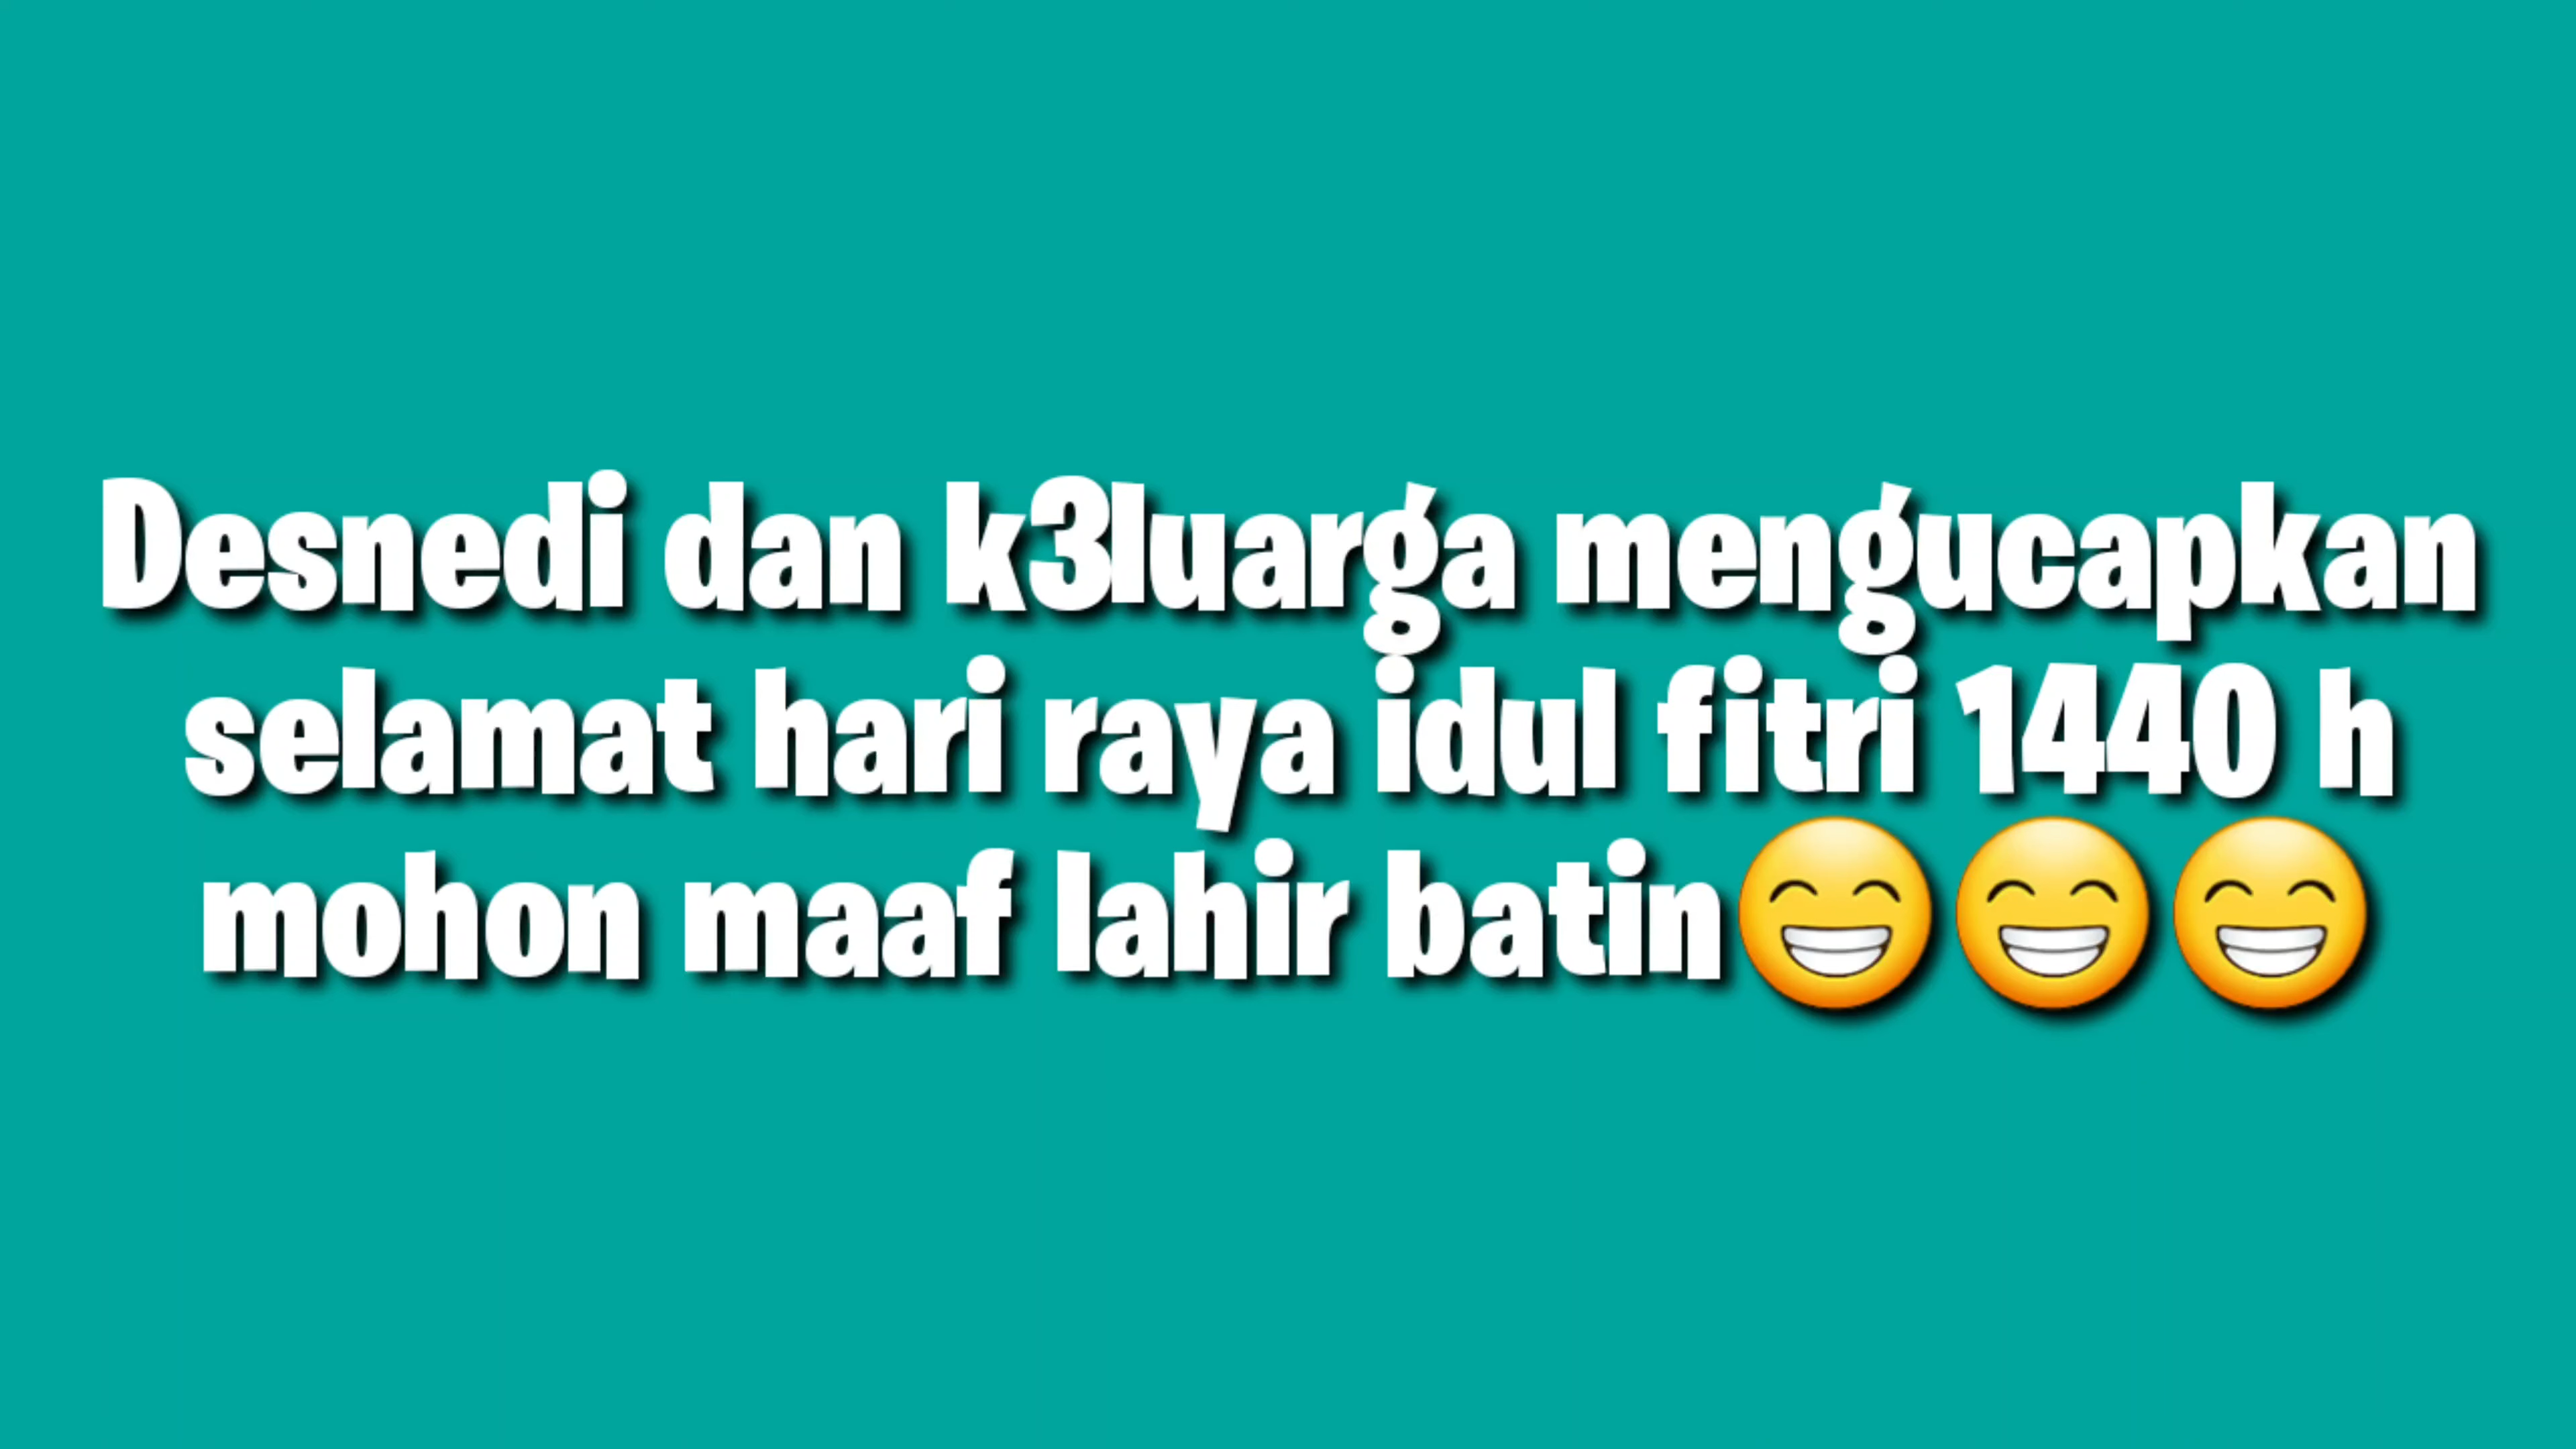 Desnedi dan k3luarga mengucapkan
selamat hari raya idul fitri 1440 h
mohon maaf lahir batin😁😁😁